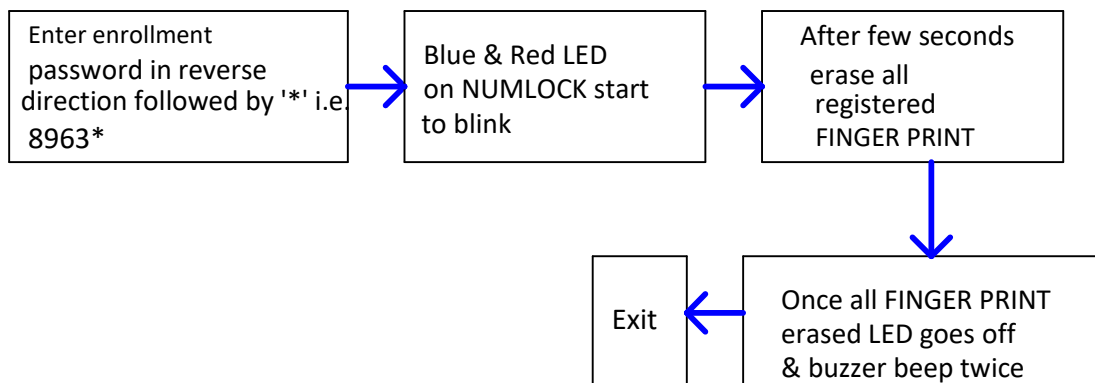 Enter enrollment
password in reverse
direction followed by '*' i.e.
8963*
Blue & Red LED
on NUMLOCK start
to blink
After few seconds
erase all
registered
FINGER PRINT
Exit
Once all FINGER PRINT
erased LED goes off
& buzzer beep twice